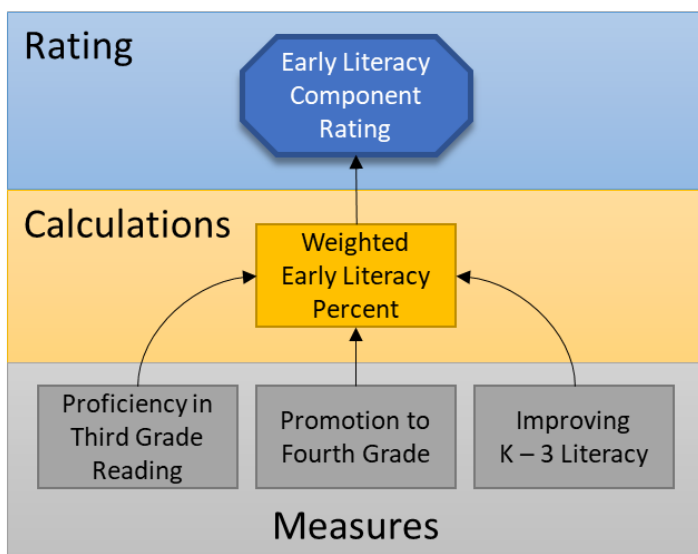 Rating
Early Literacy
Component
Rating
Calculations
Weighted
Early Literacy
Percent
Proficiency in
Third Grade
Reading
Promotion to
Fourth Grade
Improving
K – 3 Literacy
Measures